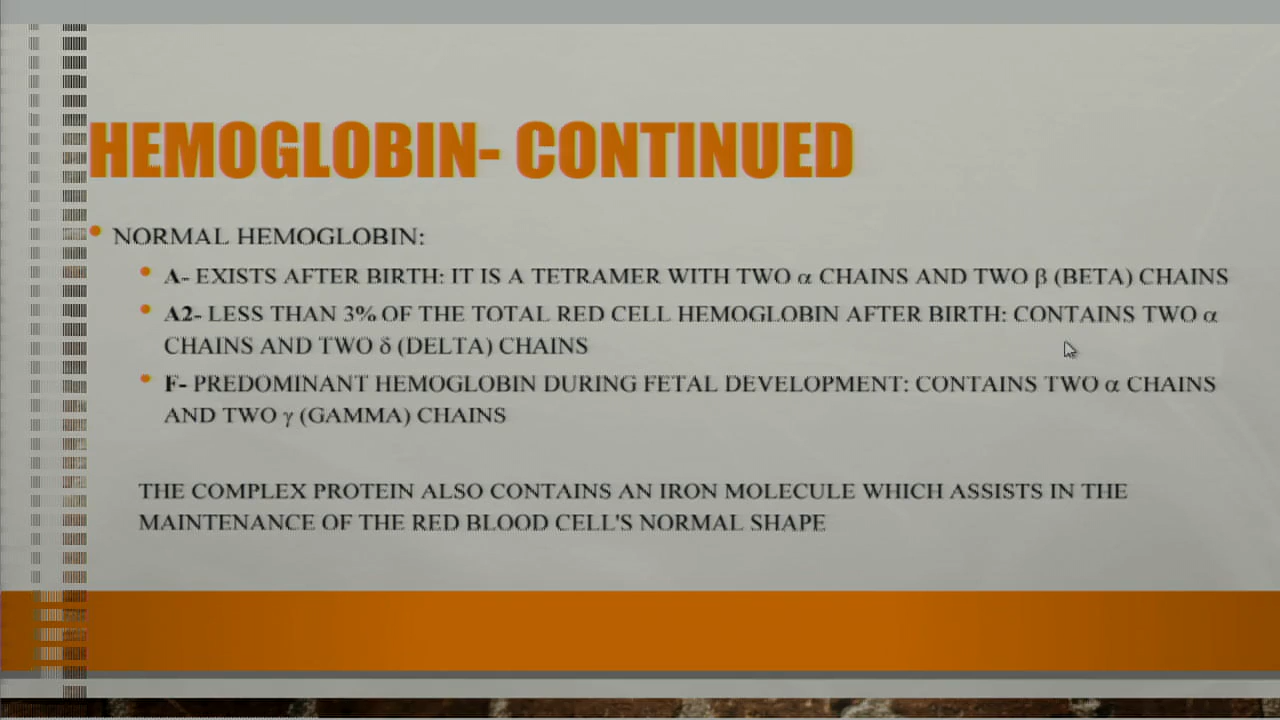 HEMOGLOBIN- CONTINUED
• NORMAL HEMOGLOBIN:
• A- EXISTS AFTER BIRTH: IT IS A TETRAMER WITH TWO α CHAINS AND TWO β (BETA) CHAINS
• A2- LESS THAN 3% OF THE TOTAL RED CELL HEMOGLOBIN AFTER BIRTH: CONTAINS TWO α
CHAINS AND TWO δ (DELTA) CHAINS
• F- PREDOMINANT HEMOGLOBIN DURING FETAL DEVELOPMENT: CONTAINS TWO α CHAINS
AND TWO γ (GAMMA) CHAINS
THE COMPLEX PROTEIN ALSO CONTAINS AN IRON MOLECULE WHICH ASSISTS IN THE
MAINTENANCE OF THE RED BLOOD CELL'S NORMAL SHAPE